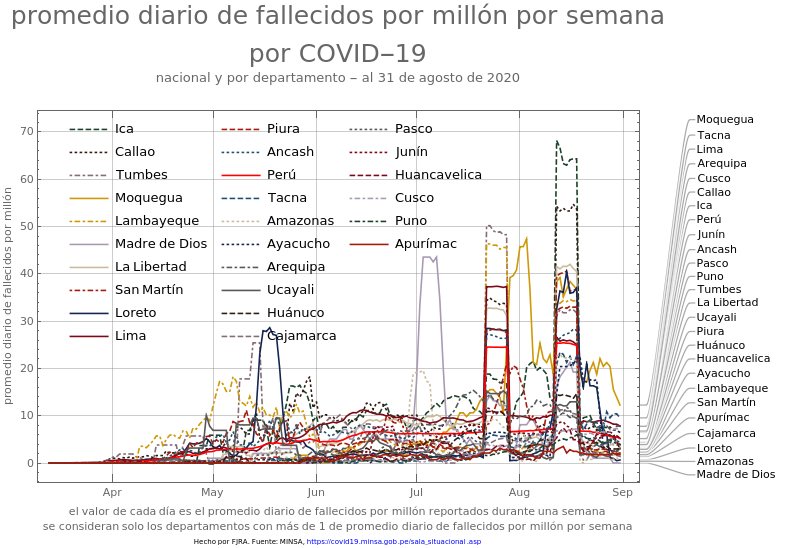 promedio diario de fallecidos por millón por semana
por COVID‒19
nacional y por departamento ‒ al 31 de agosto de 2020
promedio diario de fallecidos por millón
70
60
50
40
30
20
10
0
Ica
Callao
Tumbes
Moquegua
Lambayeque
Madre de Dios
La Libertad
San Martín
Loreto
Lima
Piura
Ancash
Perú
Tacna
Amazonas
Ayacucho
Arequipa
Ucayali
Huánuco
Cajamarca
Pasco
Junín
Huancavelica
Cusco
Puno
Apurímac
Moquegua
Tacna
Lima
Arequipa
Cusco
Callao
Ica
Perú
Junín
Ancash
Pasco
Puno
Tumbes
La Libertad
Ucayali
Piura
Huánuco
Huancavelica
Ayacucho
Lambayeque
San Martín
Apurímac
Cajamarca
Loreto
Amazonas
Madre de Dios
Apr May Jun Jul Aug Sep
el valor de cada día es el promedio diario de fallecidos por millón reportados durante una semana
se consideran solo los departamentos con más de 1 de promedio diario de fallecidos por millón por semana
Hecho por FJRA. Fuente: MINSA, https://covid19.minsa.gob.pe/sala_situacional.asp